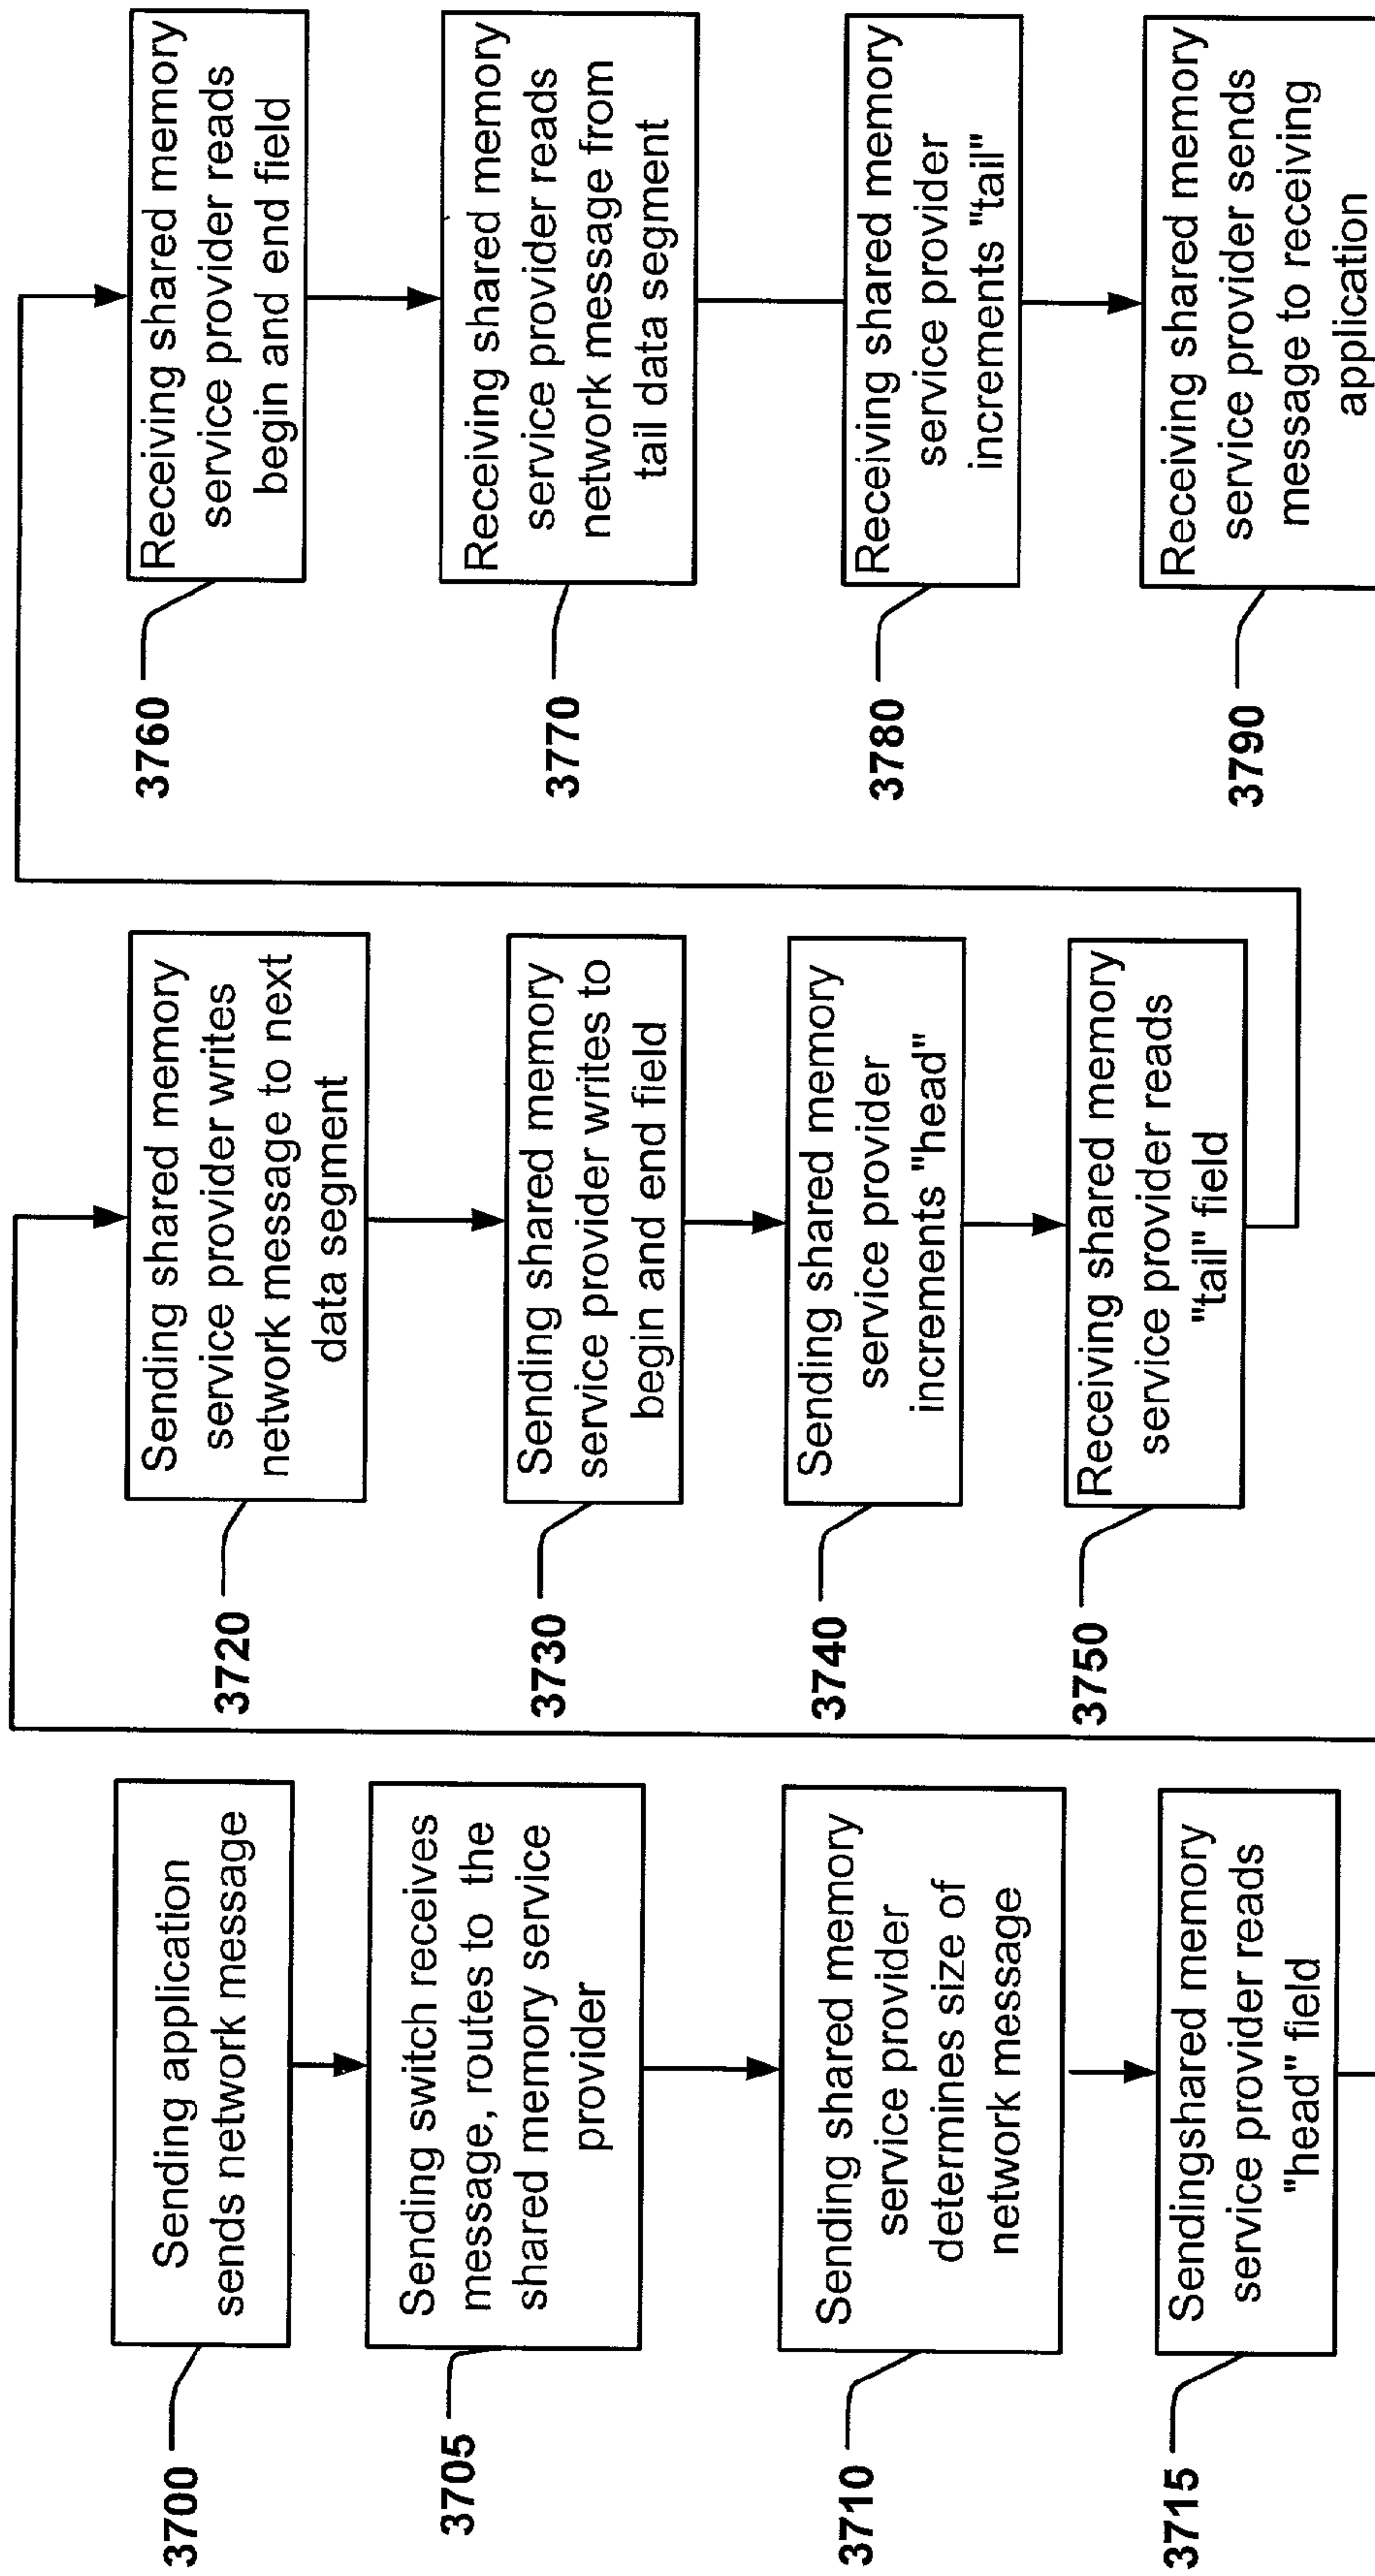 3700
Sending application
sends network message
3705
Sending switch receives
message, routes to the
shared memory service
provider
3710
Sending shared memory
service provider
determines size of
network message
3715
Sendingshared memory
service provider reads
"head" field
3720
Sending shared memory
service provider writes
network message to next
data segment
3730
Sending shared memory
service provider writes to
begin and end field
3740
Sending shared memory
service provider
increments "head"
3750
Receiving shared memory
service provider reads
"tail" field
3760
Receiving shared memory
service provider reads
begin and end field
3770
Receiving shared memory
service provider reads
network message from
tail data segment
3780
Receiving shared memory
service provider
increments "tail"
3790
Receiving shared memory
service provider sends
message to receiving
application